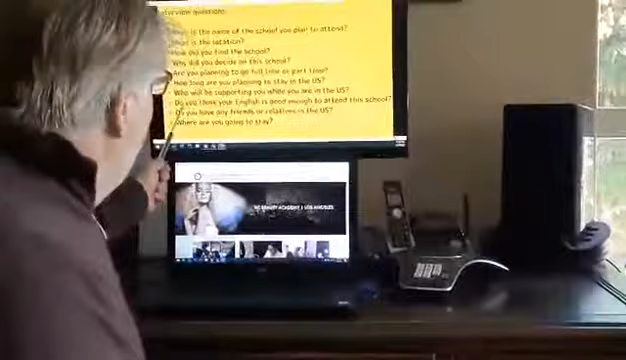 interview questions:
is the name of the school you plan to attend?
is the location?
How did you find the school?
Why did you decide on this school?
Are you planning to go full time or part time?
How long are you planning to stay in the US?
Who will be supporting you while you are in the US?
Do you think your English is good enough to attend this school?
Do you have any friends or relatives in the US?
Where are you going to stay?
BEAUTY ACADEMY | LOS ANGELES